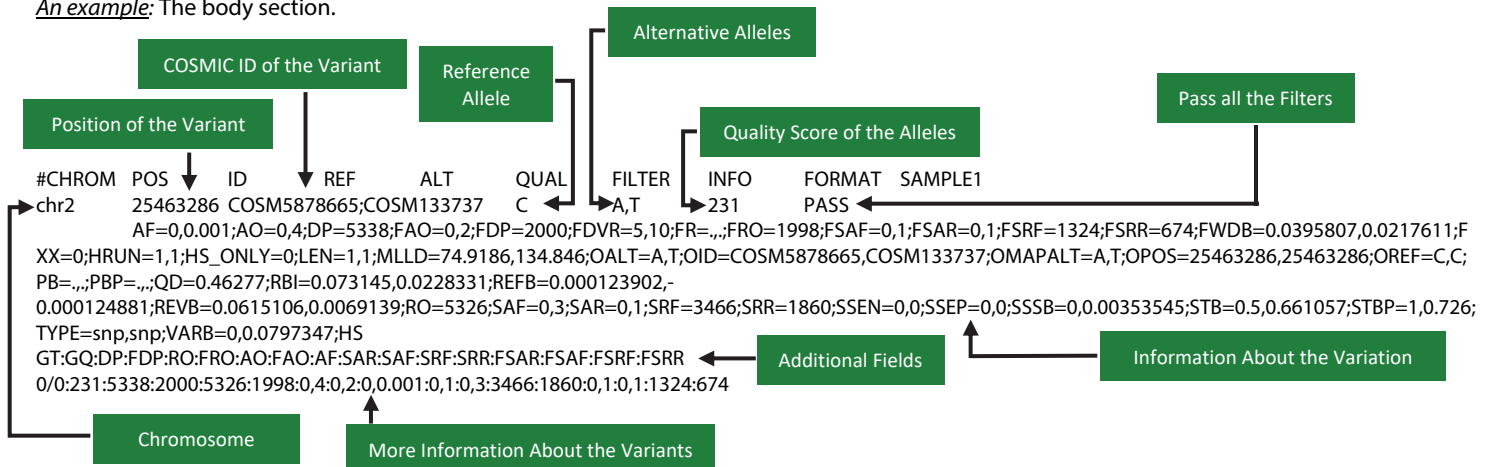 An example: The body section.
Alternative Alleles
COSMIC ID of the Variant
Reference
Allele
Pass all the Filters
Position of the Variant
Quality Score of the Alleles
#CHROM POS ID REF ALT QUAL FILTER INFO FORMAT SAMPLE1
chr2 25463286 COSM5878665;COSM133737 C A,T 231 PASS
AF=0,0.001;AO=0,4;DP=5338;FAO=0,2;FDP=2000;FDVR=5,10;FR=.,.;FRO=1998;FSAF=0,1;FSAR=0,1;FSRF=1324;FSRR=674;FWDB=0.0395807,0.0217611;F
XX=0;HRUN=1,1;HS_ONLY=0;LEN=1,1;MLLD=74.9186,134.846;OALT=A,T;OID=COSM5878665,COSM133737;OMAPALT=A,T;OPOS=25463286,25463286;OREF=C,C;
PB=.,.;PBP=.,.;QD=0.46277;RBI=0.073145,0.0228331;REFB=0.000123902,-
0.000124881;REVB=0.0615106,0.0069139;RO=5326;SAF=0,3;SAR=0,1;SRF=3466;SRR=1860;SSEN=0,0;SSEP=0,0;SSSB=0,0.00353545;STB=0.5,0.661057;STBP=1,0.726;
TYPE=snp,snp;VARB=0,0.0797347;HS
GT:GQ:DP:FDP:RO:FRO:AO:FAO:AF:SAR:SAF:SRF:SRR:FSAR:FSAF:FSRF:FSRR
Additional Fields
Information About the Variation
0/0:231:5338:2000:5326:1998:0,4:0,2:0,0.001:0,1:0,3:3466:1860:0,1:0,1:1324:674
Chromosome
More Information About the Variants